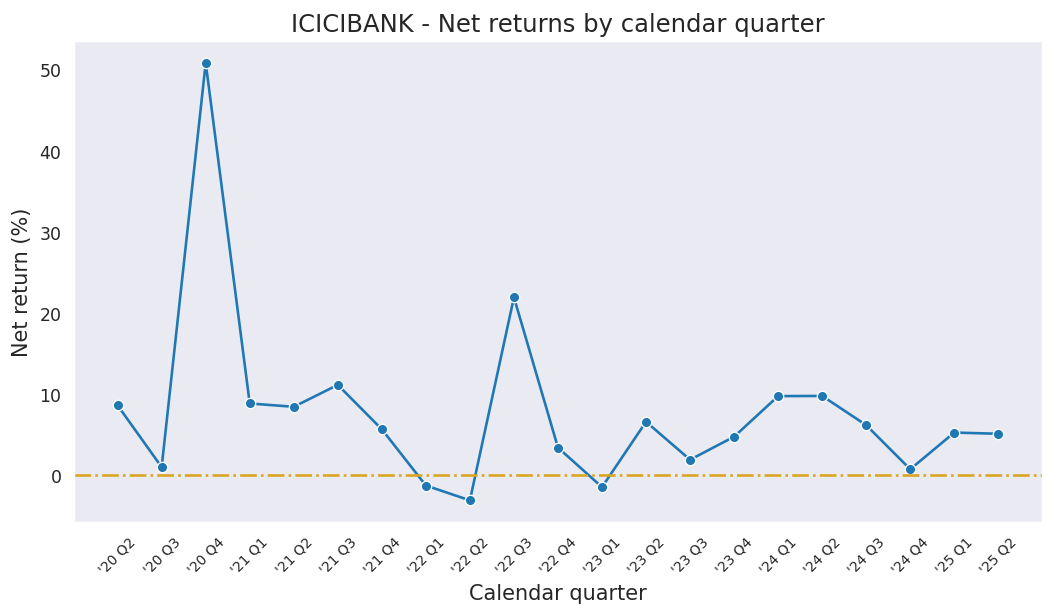 ICICIBANK - Net returns by calendar quarter
Net return (%)
50
40
30
20
10
0
'20 Q2
'20 Q3
'20 Q4
'21 Q1
'21 Q2
'21 Q3
'21 Q4
'22 Q1
'22 Q2
'22 Q3
'22 Q4
'23 Q1
'23 Q2
'23 Q3
'23 Q4
'24 Q1
'24 Q2
'24 Q3
'24 Q4
'25 Q1
'25 Q2
Calendar quarter